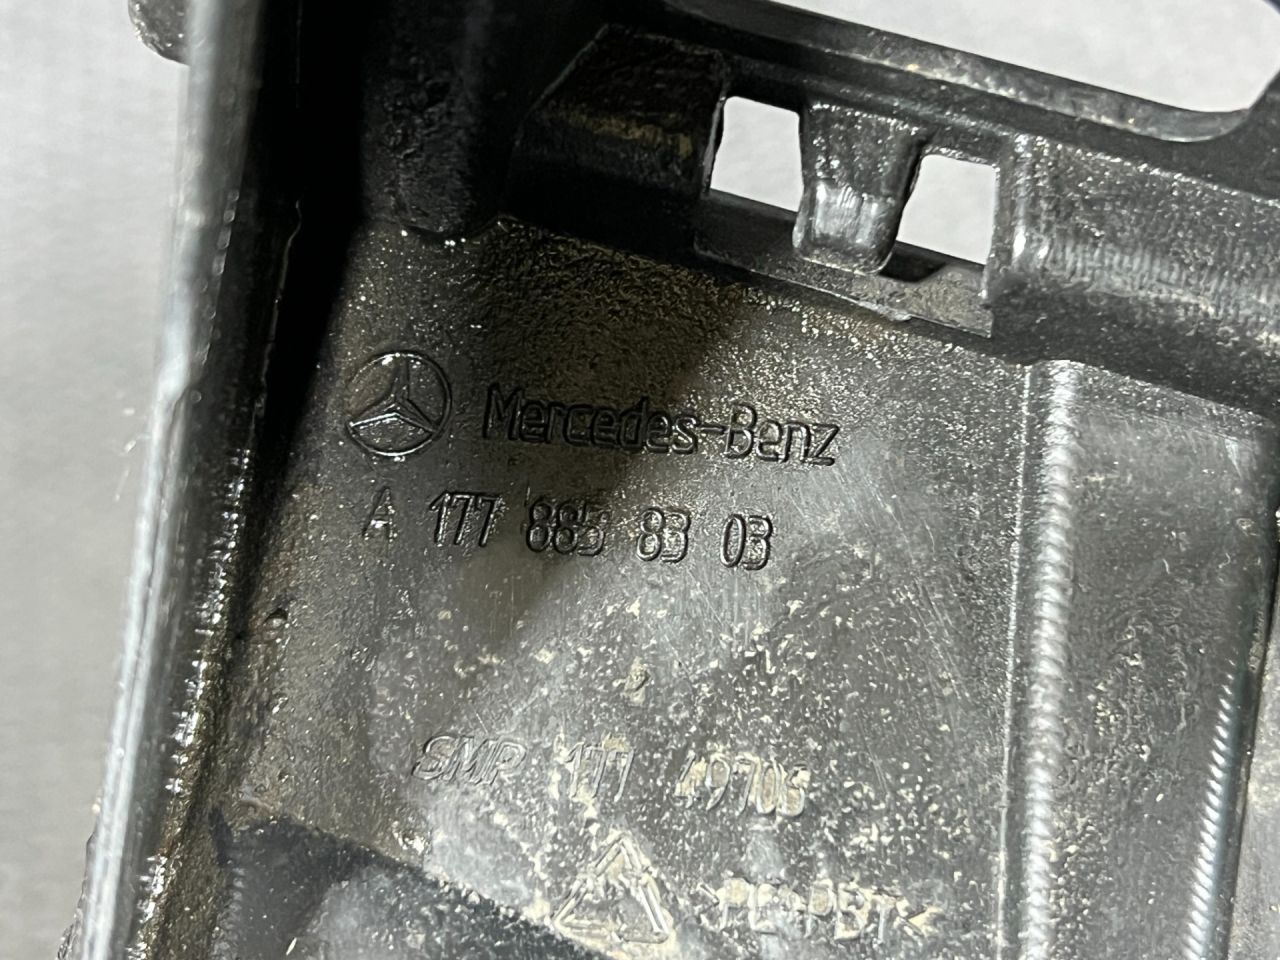 Mercedes-Benz
A 177 885 83 03
SMP 177 49706
>PC+PBT<